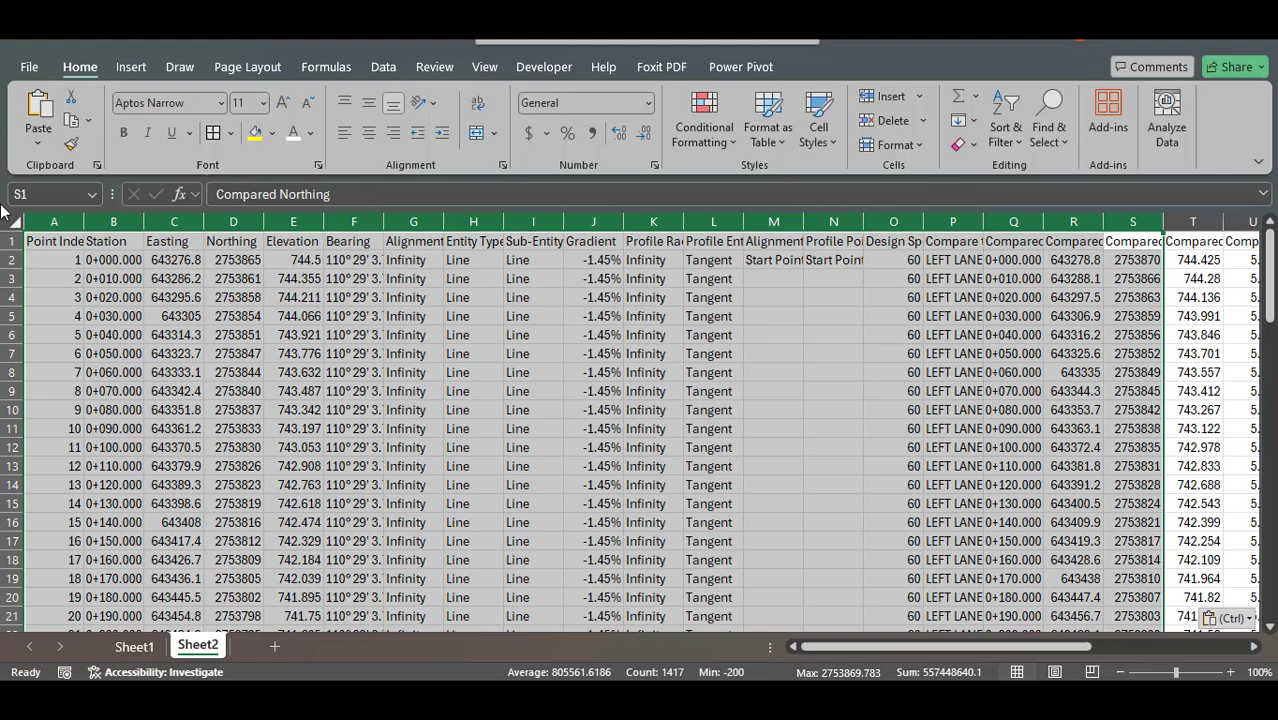 File Home Insert Draw Page Layout Formulas Data Review View Developer Help Foxit PDF Power Pivot Comments Share
Paste Aptos Narrow 11 General Conditional Formatting Format as Table Cell Styles Insert Delete Format Sort & Filter Find & Select Add-ins Analyze Data
Clipboard Font Alignment Number Styles Cells Editing Add-ins
S1 fx Compared Northing
A B C D E F G H I J K L M N O P Q R S T U
1 Point Inde Station Easting Northing Elevation Bearing Alignment Entity Type Sub-Entity Gradient Profile Rac Profile Ent Alignment Profile Poi Design Sp Compare Compared Compared Compared Compared Comp
2 1 0+000.000 643276.8 2753865 744.5 110° 29' 3. Infinity Line Line -1.45% Infinity Tangent Start Point Start Point 60 LEFT LANE 0+000.000 643278.8 2753870 744.425 5.
3 2 0+010.000 643286.2 2753861 744.355 110° 29' 3. Infinity Line Line -1.45% Infinity Tangent 60 LEFT LANE 0+010.000 643288.1 2753866 744.28 5.
4 3 0+020.000 643295.6 2753858 744.211 110° 29' 3. Infinity Line Line -1.45% Infinity Tangent 60 LEFT LANE 0+020.000 643297.5 2753863 744.136 5.
5 4 0+030.000 643305 2753854 744.066 110° 29' 3. Infinity Line Line -1.45% Infinity Tangent 60 LEFT LANE 0+030.000 643306.9 2753859 743.991 5.
6 5 0+040.000 643314.3 2753851 743.921 110° 29' 3. Infinity Line Line -1.45% Infinity Tangent 60 LEFT LANE 0+040.000 643316.2 2753856 743.846 5.
7 6 0+050.000 643323.7 2753847 743.776 110° 29' 3. Infinity Line Line -1.45% Infinity Tangent 60 LEFT LANE 0+050.000 643325.6 2753852 743.701 5.
8 7 0+060.000 643333.1 2753844 743.632 110° 29' 3. Infinity Line Line -1.45% Infinity Tangent 60 LEFT LANE 0+060.000 643335 2753849 743.557 5.
9 8 0+070.000 643342.4 2753840 743.487 110° 29' 3. Infinity Line Line -1.45% Infinity Tangent 60 LEFT LANE 0+070.000 643344.3 2753845 743.412 5.
10 9 0+080.000 643351.8 2753837 743.342 110° 29' 3. Infinity Line Line -1.45% Infinity Tangent 60 LEFT LANE 0+080.000 643353.7 2753842 743.267 5.
11 10 0+090.000 643361.2 2753833 743.197 110° 29' 3. Infinity Line Line -1.45% Infinity Tangent 60 LEFT LANE 0+090.000 643363.1 2753838 743.122 5.
12 11 0+100.000 643370.5 2753830 743.053 110° 29' 3. Infinity Line Line -1.45% Infinity Tangent 60 LEFT LANE 0+100.000 643372.4 2753835 742.978 5.
13 12 0+110.000 643379.9 2753826 742.908 110° 29' 3. Infinity Line Line -1.45% Infinity Tangent 60 LEFT LANE 0+110.000 643381.8 2753831 742.833 5.
14 13 0+120.000 643389.3 2753823 742.763 110° 29' 3. Infinity Line Line -1.45% Infinity Tangent 60 LEFT LANE 0+120.000 643391.2 2753828 742.688 5.
15 14 0+130.000 643398.6 2753819 742.618 110° 29' 3. Infinity Line Line -1.45% Infinity Tangent 60 LEFT LANE 0+130.000 643400.5 2753824 742.543 5.
16 15 0+140.000 643408 2753816 742.474 110° 29' 3. Infinity Line Line -1.45% Infinity Tangent 60 LEFT LANE 0+140.000 643409.9 2753821 742.399 5.
17 16 0+150.000 643417.4 2753812 742.329 110° 29' 3. Infinity Line Line -1.45% Infinity Tangent 60 LEFT LANE 0+150.000 643419.3 2753817 742.254 5.
18 17 0+160.000 643426.7 2753809 742.184 110° 29' 3. Infinity Line Line -1.45% Infinity Tangent 60 LEFT LANE 0+160.000 643428.6 2753814 742.109 5.
19 18 0+170.000 643436.1 2753805 742.039 110° 29' 3. Infinity Line Line -1.45% Infinity Tangent 60 LEFT LANE 0+170.000 643438 2753810 741.964 5.
20 19 0+180.000 643445.5 2753802 741.895 110° 29' 3. Infinity Line Line -1.45% Infinity Tangent 60 LEFT LANE 0+180.000 643447.4 2753807 741.82 5.
21 20 0+190.000 643454.8 2753798 741.75 110° 29' 3. Infinity Line Line -1.45% Infinity Tangent 60 LEFT LANE 0+190.000 643456.7 2753803 741 (Ctrl)
Sheet1 Sheet2
Ready Accessibility: Investigate Average: 805561.6186 Count: 1417 Min: -200 Max: 2753869.783 Sum: 557448640.1 100%